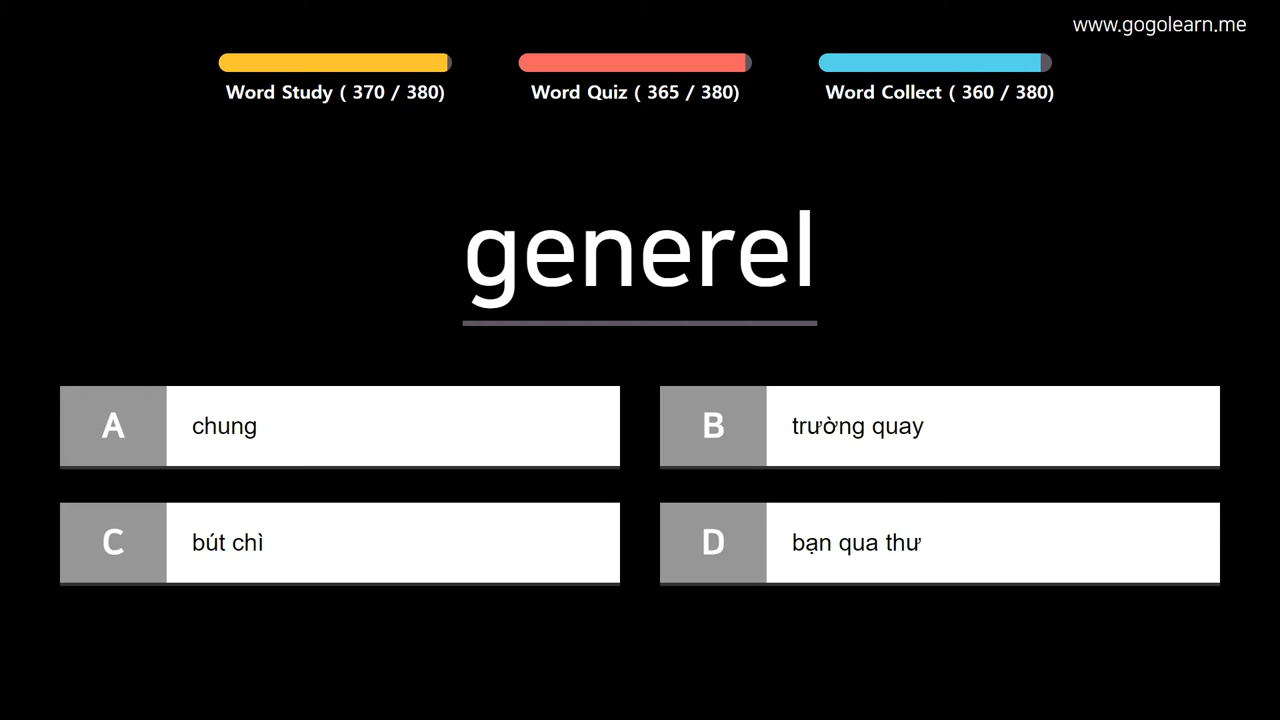 www.gogolearn.me
Word Study ( 370 / 380)
Word Quiz ( 365 / 380)
Word Collect ( 360 / 380)
generel
A chung
B trường quay
C bút chì
D bạn qua thư